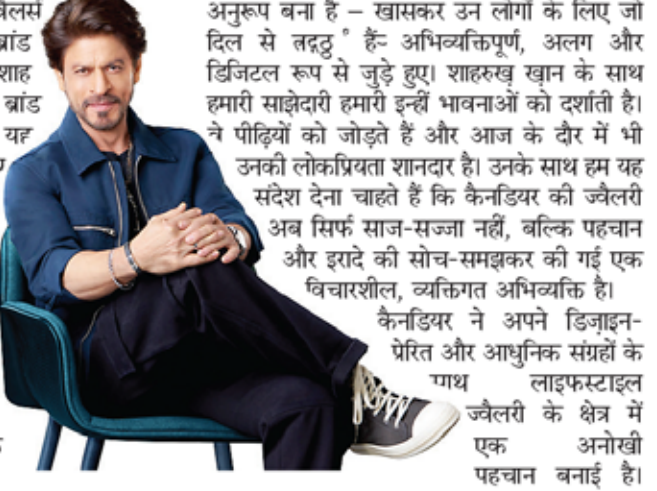 वैलर्स
ब्रांड
शाह
ब्रांड
यह
अनुरूप बना है – खासकर उन लोगों के लिए जो
दिल से हैं- अभिव्यक्तिपूर्ण, अलग और
डिजिटल रूप से जुड़े हुए। शाहरुख़ ख़ान के साथ
हमारी साझेदारी हमारी इन्हीं भावनाओं को दर्शाती है।
पीढ़ियों को जोड़ते हैं और आज के दौर में भी
उनकी लोकप्रियता शानदार है। उनके साथ हम यह
संदेश देना चाहते हैं कि कैनडियर की ज्वैलरी
अब सिर्फ साज-सज्जा नहीं, बल्कि पहचान
और इरादे की सोच-समझकर की गई एक
विचारशील, व्यक्तिगत अभिव्यक्ति है।
कैनडियर ने अपने डिज़ाइन-
प्रेरित और आधुनिक संग्रहों के
लाइफस्टाइल
ज्वैलरी के क्षेत्र में
एक अनोखी
पहचान बनाई है।